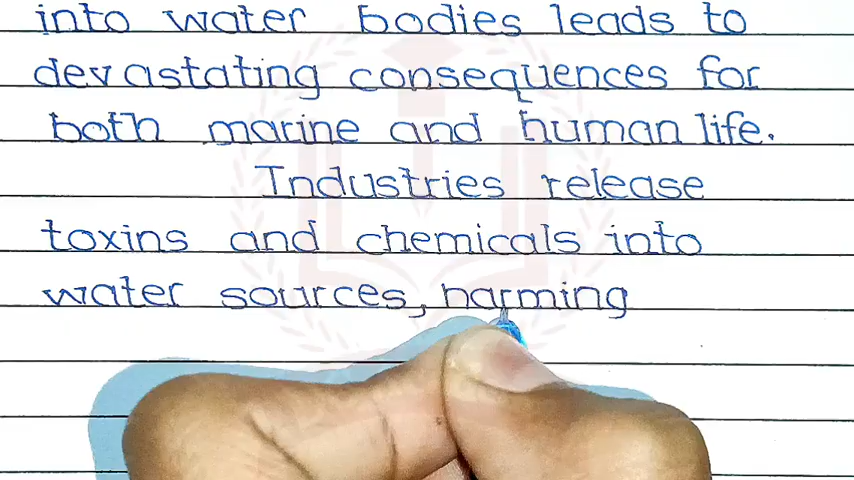 into water bodies leads to
devastating consequences for
both marine and human life.
Industries release
toxins and chemicals into
water sources, harming